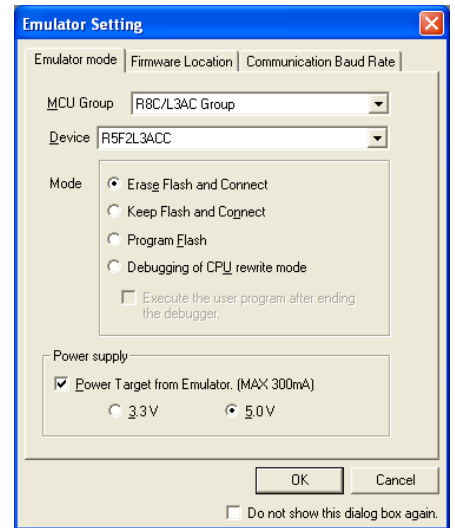 Emulator Setting
Emulator mode Firmware Location Communication Baud Rate
MCU Group R8C/L3AC Group
Device R5F2L3ACC
Mode Erase Flash and Connect
Keep Flash and Connect
Program Flash
Debugging of CPU rewrite mode
Execute the user program after ending
the debugger.
Power supply
Power Target from Emulator. (MAX 300mA)
3.3 V 5.0 V
OK Cancel
Do not show this dialog box again.